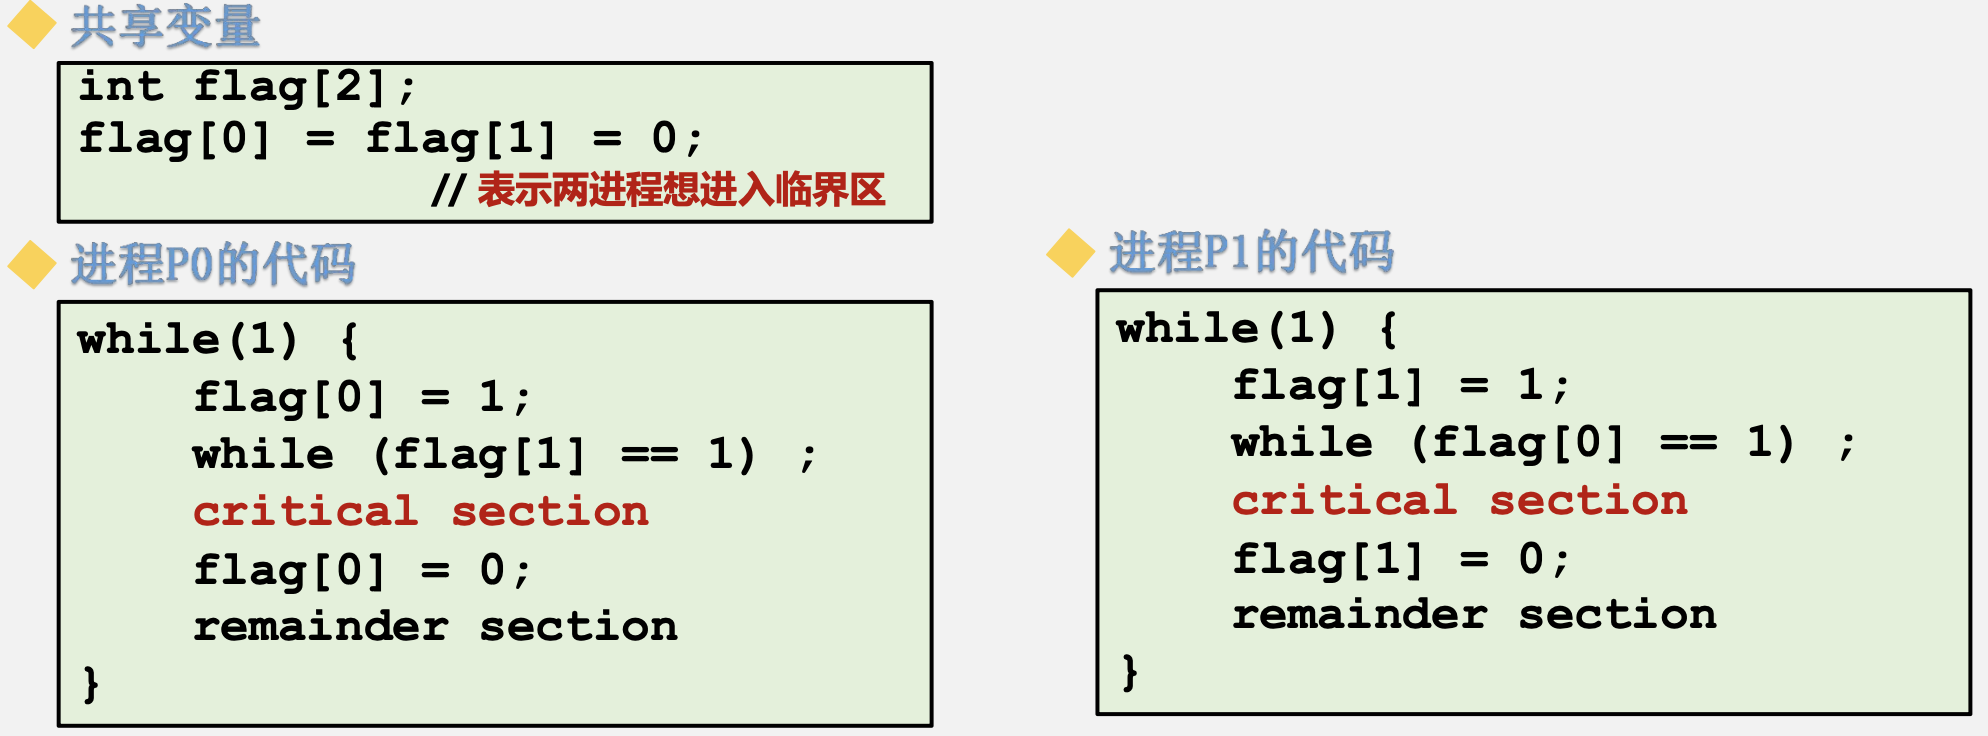 共享变量
int flag[2];
flag[0] = flag[1] = 0;
// 表示两进程想进入临界区
进程P0的代码
while(1) {
flag[0] = 1;
while (flag[1] == 1) ;
critical section
flag[0] = 0;
remainder section
}
进程P1的代码
while(1) {
flag[1] = 1;
while (flag[0] == 1) ;
critical section
flag[1] = 0;
remainder section
}